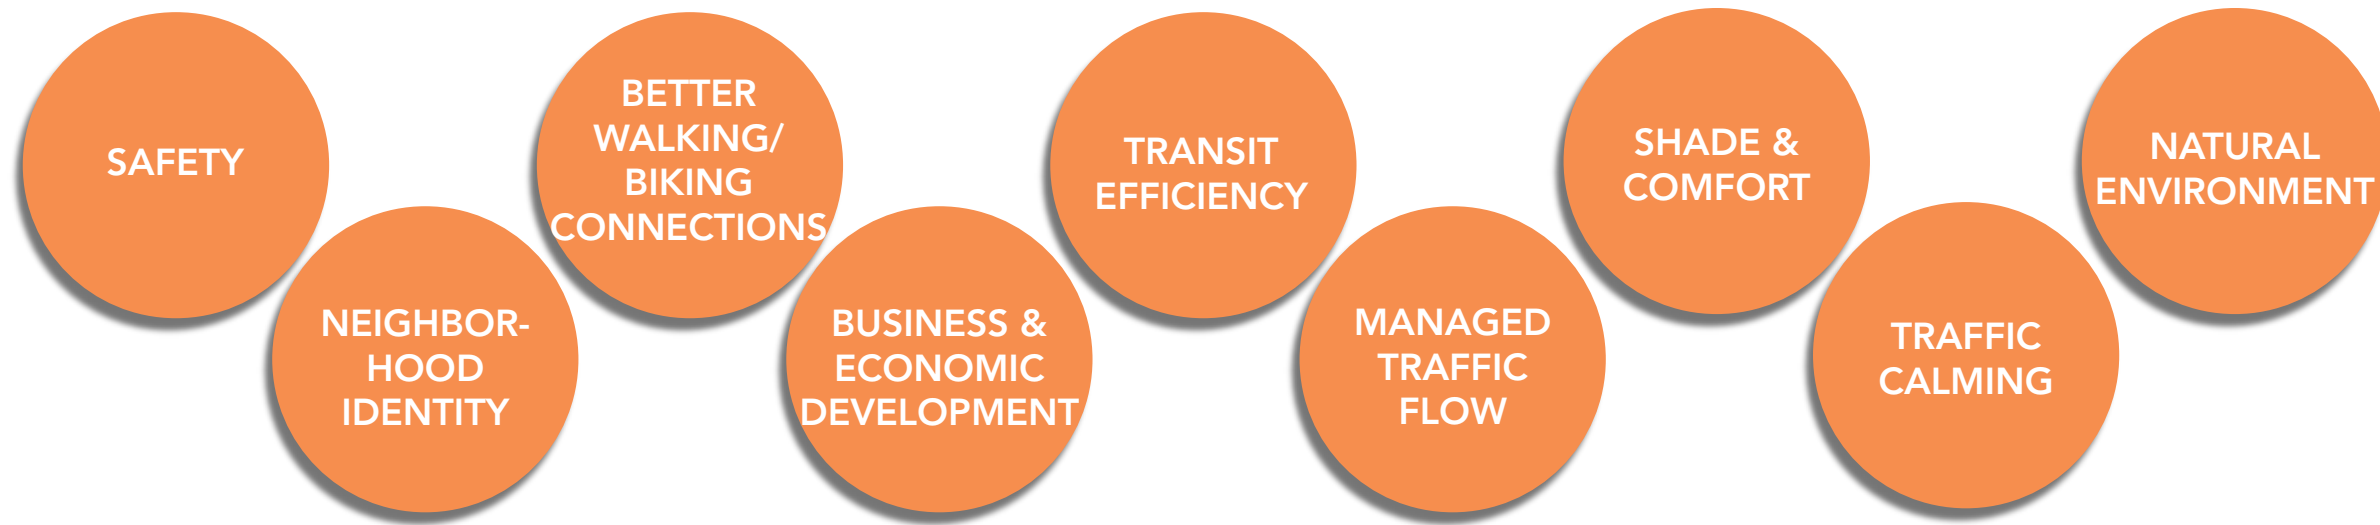 SAFETY
NEIGHBOR-
HOOD
IDENTITY
BETTER
WALKING/
BIKING
CONNECTIONS
BUSINESS &
ECONOMIC
DEVELOPMENT
TRANSIT
EFFICIENCY
MANAGED
TRAFFIC
FLOW
SHADE &
COMFORT
TRAFFIC
CALMING
NATURAL
ENVIRONMENT